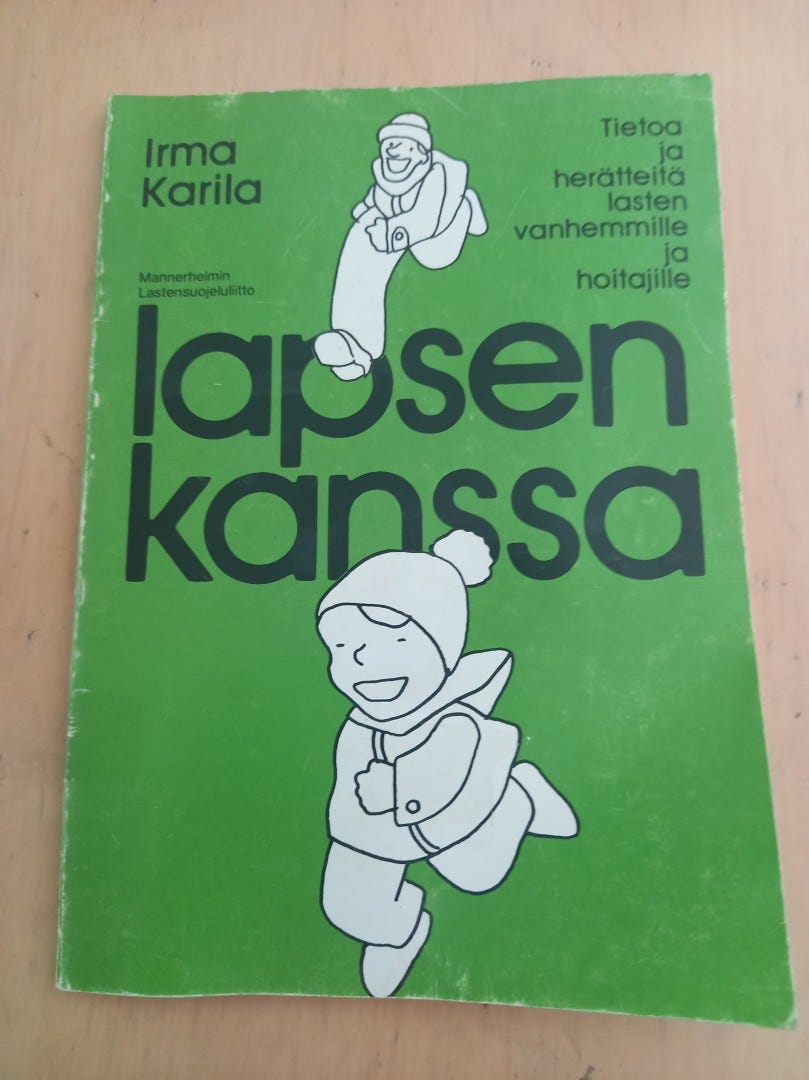 Irma
Karila
Tietoa
ja
herätteitä
lasten
vanhemmille
ja
hoitajille
Mannerheimin
Lastensuojeluliitto
lapsen
kanssa